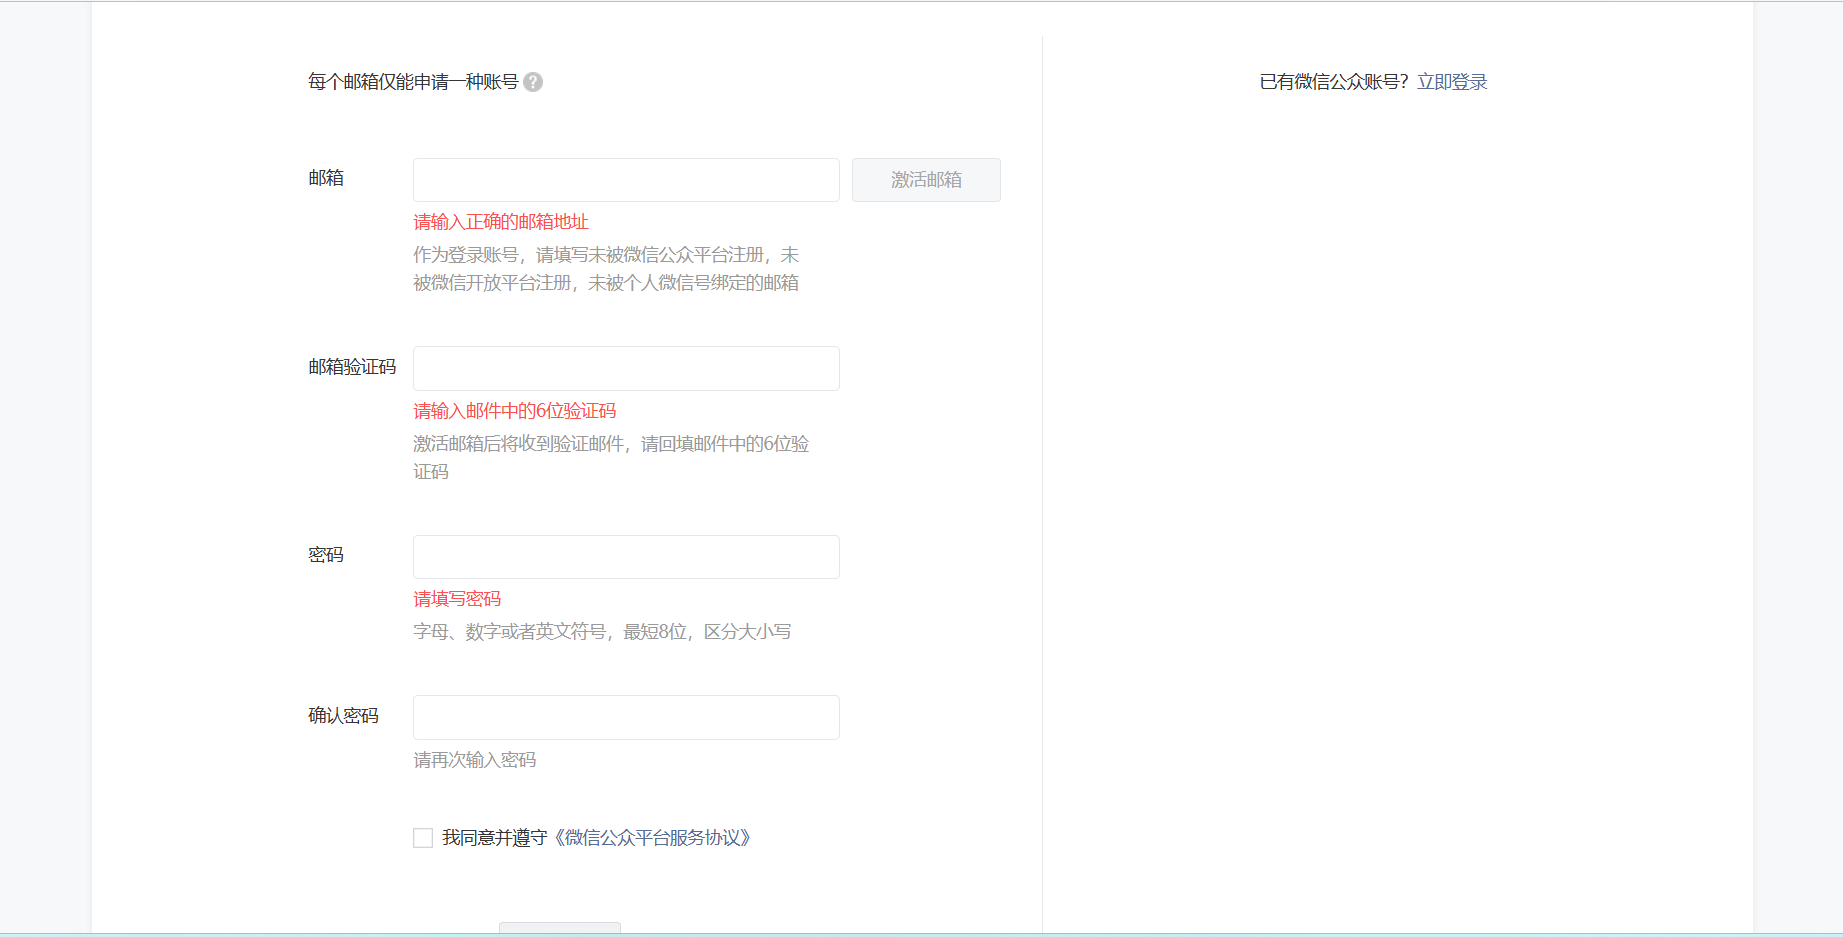 每个邮箱仅能申请一种账号 ?
已有微信公众账号？立即登录
邮箱
激活邮箱
请输入正确的邮箱地址
作为登录账号，请填写未被微信公众平台注册，未
被微信开放平台注册，未被个人微信号绑定的邮箱
邮箱验证码
请输入邮件中的6位验证码
激活邮箱后将收到验证邮件，请回填邮件中的6位验
证码
密码
请填写密码
字母、数字或者英文符号，最短8位，区分大小写
确认密码
请再次输入密码
我同意并遵守《微信公众平台服务协议》